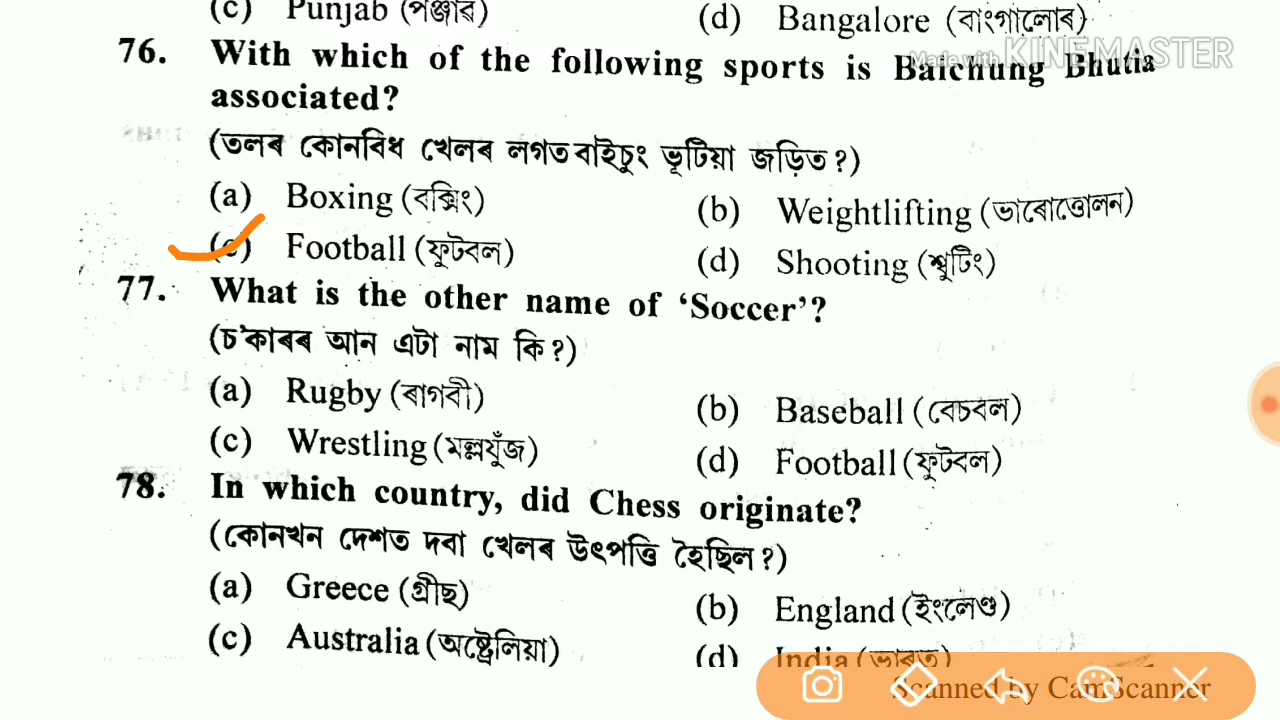 (c) Punjab (পঞ্জাৱ) (d) Bangalore (বাংগালোৰ)
Made with KINEMASTER
76. With which of the following sports is Baichung Bhutia
associated?
(তলৰ কোনবিধ খেলৰ লগত বাইচুং ভূটিয়া জড়িত?)
(a) Boxing (বক্সিং) (b) Weightlifting (ভাৰোত্তোলন)
(c) Football (ফুটবল) (d) Shooting (শ্বুটিং)
77. What is the other name of ‘Soccer’?
(চ'কাৰৰ আন এটা নাম কি?)
(a) Rugby (ৰাগবী) (b) Baseball (বেচবল)
(c) Wrestling (মল্লযুঁজ) (d) Football (ফুটবল)
78. In which country, did Chess originate?
(কোনখন দেশত দবা খেলৰ উৎপত্তি হৈছিল?)
(a) Greece (গ্ৰীছ) (b) England (ইংলেণ্ড)
(c) Australia (অষ্ট্ৰেলিয়া) (d) India (ভাৰত)
Scanned by CamScanner